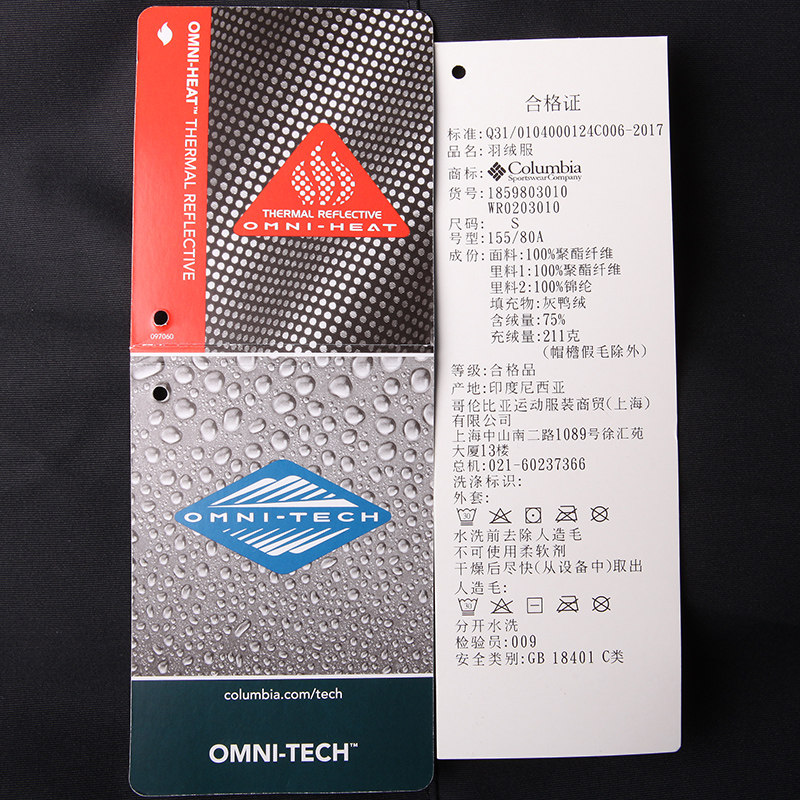 OMNI-HEAT™ THERMAL REFLECTIVE
THERMAL REFLECTIVE
OMNI-HEAT
097060
OMNI-TECH
columbia.com/tech
OMNI-TECH™
合格证
标准:Q31/0104000124C006-2017
品名:羽绒服
商标:Columbia
Sportswear Company
货号:1859803010
WR0203010
尺码: S
号型:155/80A
成份:面料:100%聚酯纤维
里料1:100%聚酯纤维
里料2:100%锦纶
填充物:灰鸭绒
含绒量:75%
充绒量:211克
(帽檐假毛除外)
等级:合格品
产地:印度尼西亚
哥伦比亚运动服装商贸(上海)
有限公司
上海中山南二路1089号徐汇苑
大厦13楼
总机:021-60237366
洗涤标识:
外套:
30
水洗前去除人造毛
不可使用柔软剂
干燥后尽快(从设备中)取出
人造毛:
分开水洗
检验员:009
安全类别:GB 18401 C类